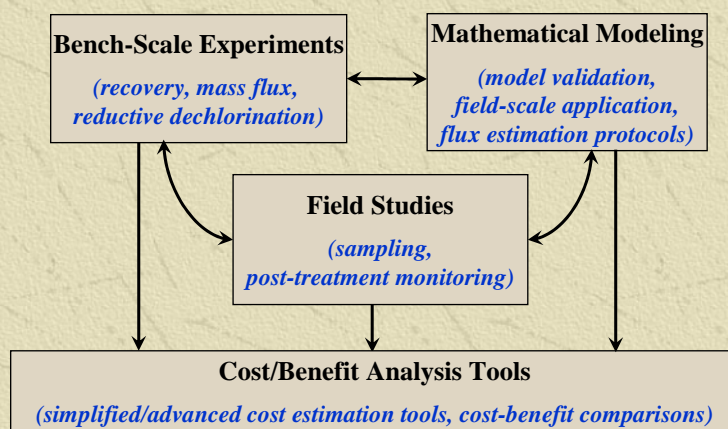 Bench-Scale Experiments
(recovery, mass flux,
reductive dechlorination)
Mathematical Modeling
(model validation,
field-scale application,
flux estimation protocols)
Field Studies
(sampling,
post-treatment monitoring)
Cost/Benefit Analysis Tools
(simplified/advanced cost estimation tools, cost-benefit comparisons)